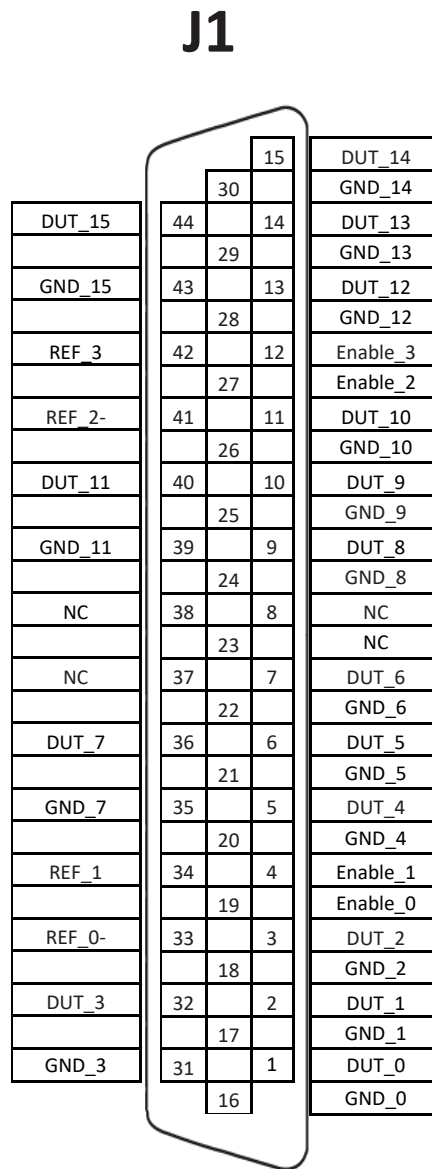 J1
15 DUT_14
30 GND_14
DUT_15 44 14 DUT_13
29 GND_13
GND_15 43 13 DUT_12
28 GND_12
REF_3 42 12 Enable_3
27 Enable_2
REF_2- 41 11 DUT_10
26 GND_10
DUT_11 40 10 DUT_9
25 GND_9
GND_11 39 9 DUT_8
24 GND_8
NC 38 8 NC
23 NC
NC 37 7 DUT_6
22 GND_6
DUT_7 36 6 DUT_5
21 GND_5
GND_7 35 5 DUT_4
20 GND_4
REF_1 34 4 Enable_1
19 Enable_0
REF_0- 33 3 DUT_2
18 GND_2
DUT_3 32 2 DUT_1
17 GND_1
GND_3 31 1 DUT_0
16 GND_0